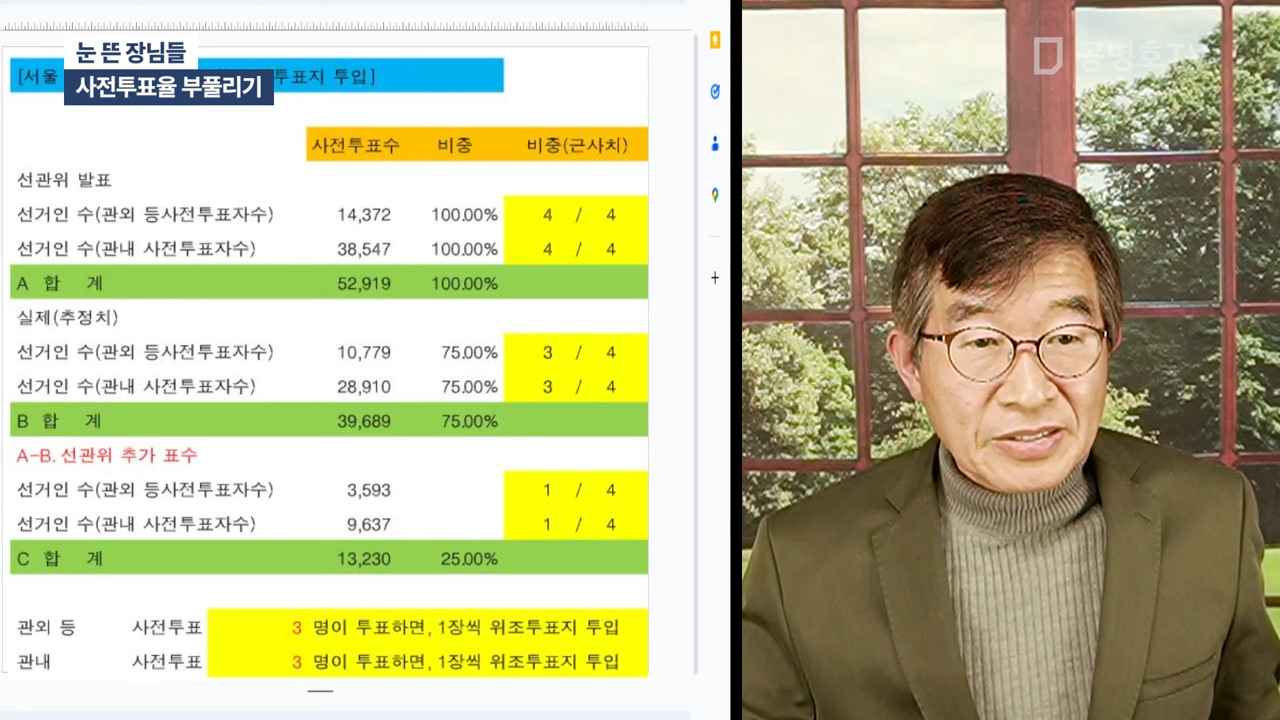 눈 뜬 장님들
사전투표율 부풀리기
[서울 투표지 투입]
사전투표수 비중 비중(근사치)
선관위 발표
선거인 수(관외 등사전투표자수) 14,372 100.00% 4 / 4
선거인 수(관내 사전투표자수) 38,547 100.00% 4 / 4
A 합 계 52,919 100.00%
실제(추정치)
선거인 수(관외 등사전투표자수) 10,779 75.00% 3 / 4
선거인 수(관내 사전투표자수) 28,910 75.00% 3 / 4
B 합 계 39,689 75.00%
A-B. 선관위 추가 표수
선거인 수(관외 등사전투표자수) 3,593 1 / 4
선거인 수(관내 사전투표자수) 9,637 1 / 4
C 합 계 13,230 25.00%
관외 등 사전투표 3 명이 투표하면, 1장씩 위조투표지 투입
관내 사전투표 3 명이 투표하면, 1장씩 위조투표지 투입
공병호TV